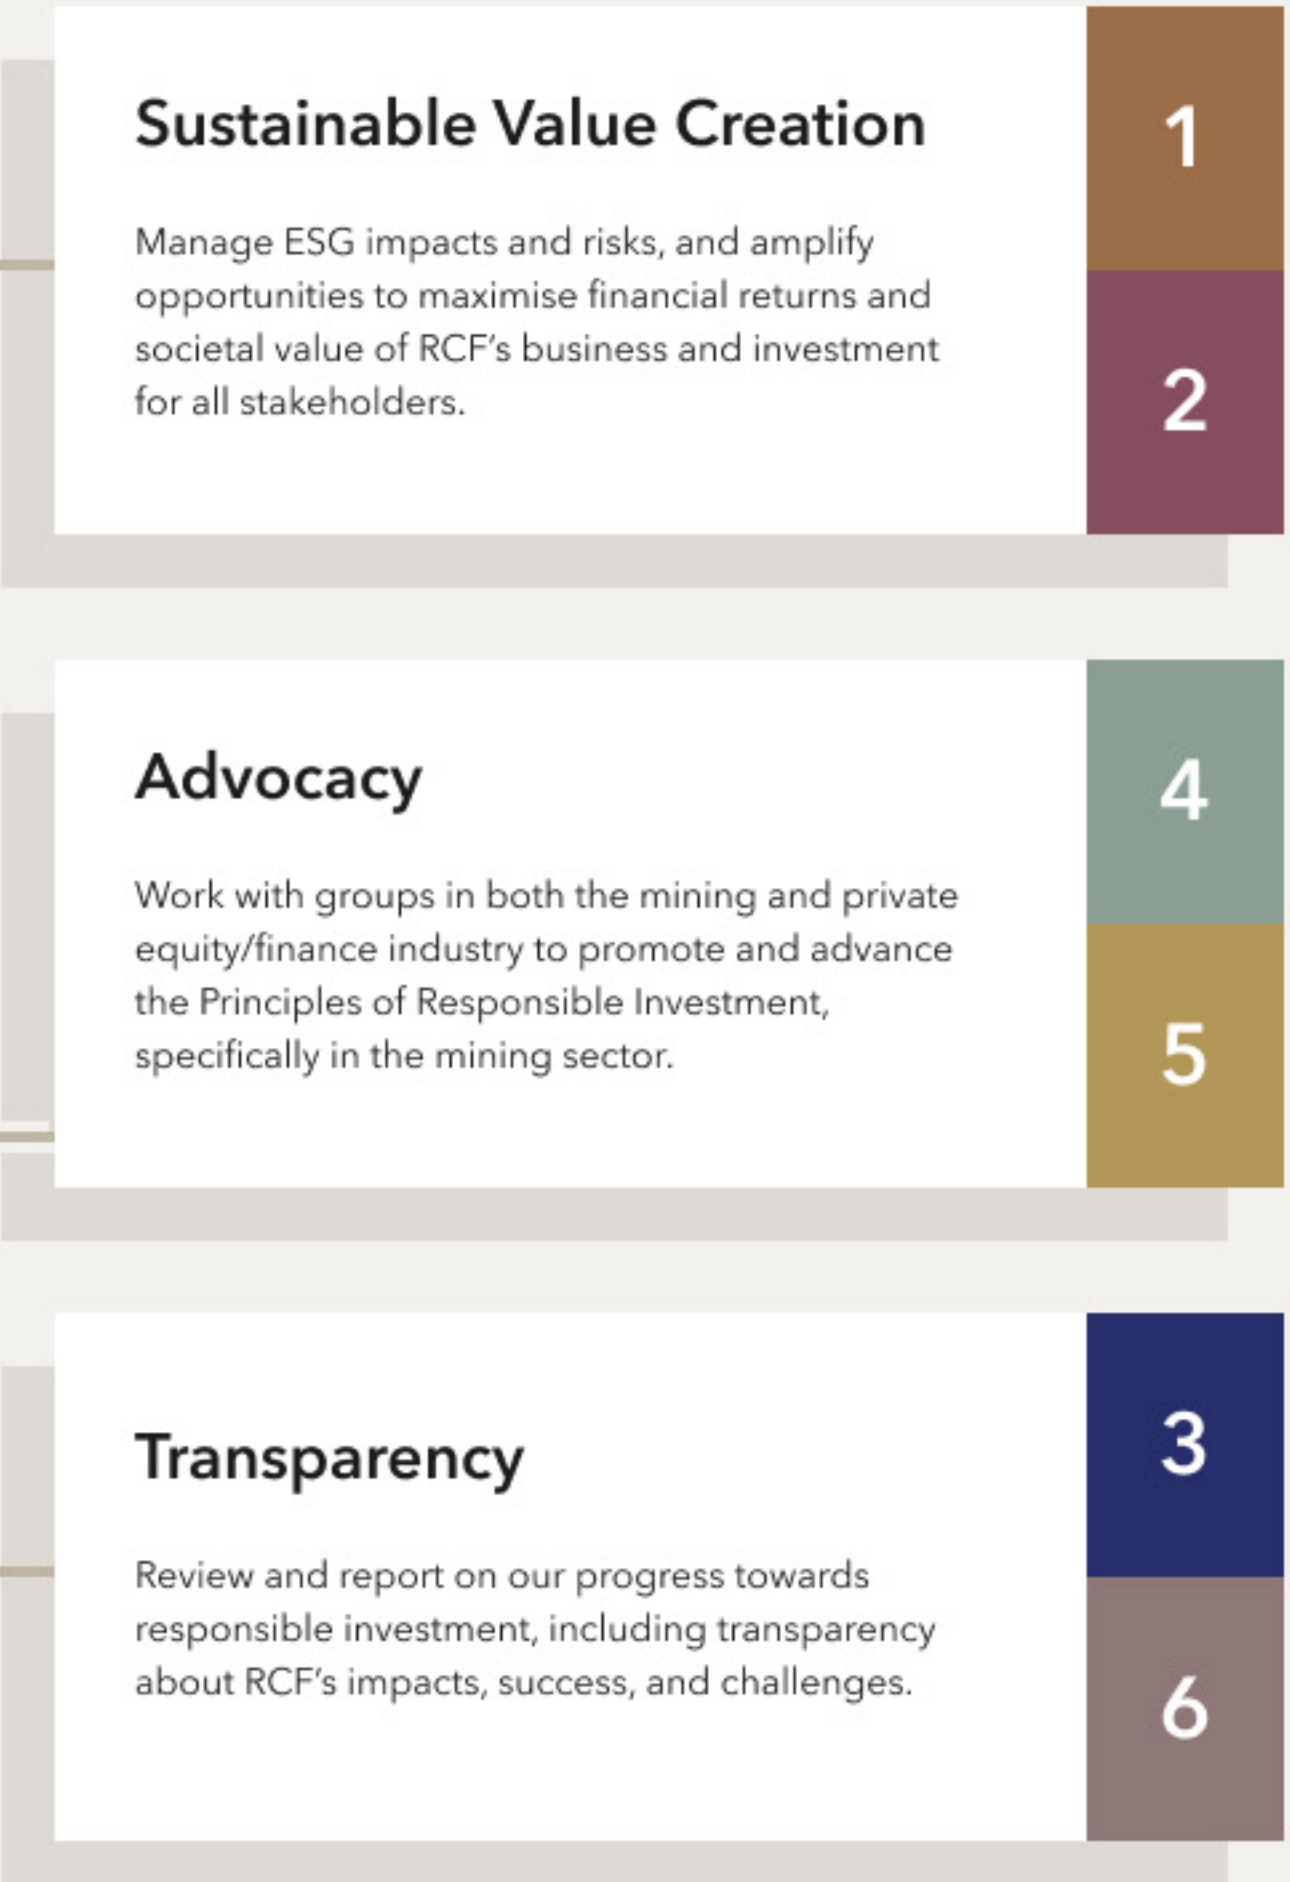 Sustainable Value Creation
Manage ESG impacts and risks, and amplify
opportunities to maximise financial returns and
societal value of RCF’s business and investment
for all stakeholders.
1
2
Advocacy
Work with groups in both the mining and private
equity/finance industry to promote and advance
the Principles of Responsible Investment,
specifically in the mining sector.
4
5
Transparency
Review and report on our progress towards
responsible investment, including transparency
about RCF’s impacts, success, and challenges.
3
6